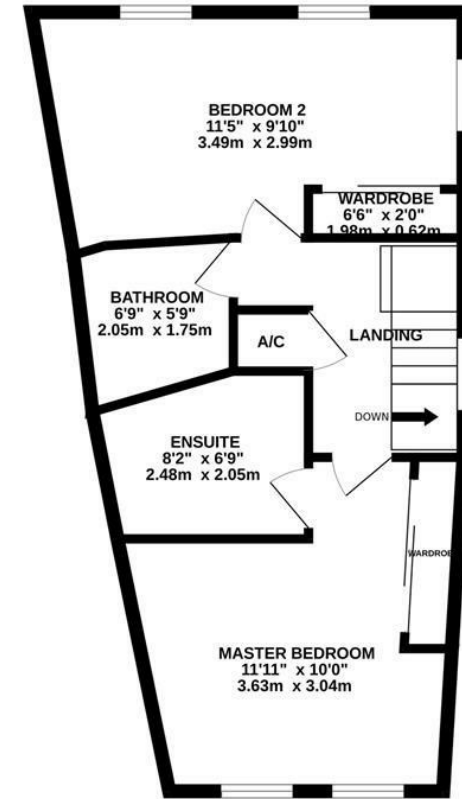 BEDROOM 2
11'5" x 9'10"
3.49m x 2.99m
WARDROBE
6'6" x 2'0"
1.98m x 0.62m
BATHROOM
6'9" x 5'9"
2.05m x 1.75m
A/C
LANDING
DOWN
ENSUITE
8'2" x 6'9"
2.48m x 2.05m
WARDROBE
MASTER BEDROOM
11'11" x 10'0"
3.63m x 3.04m